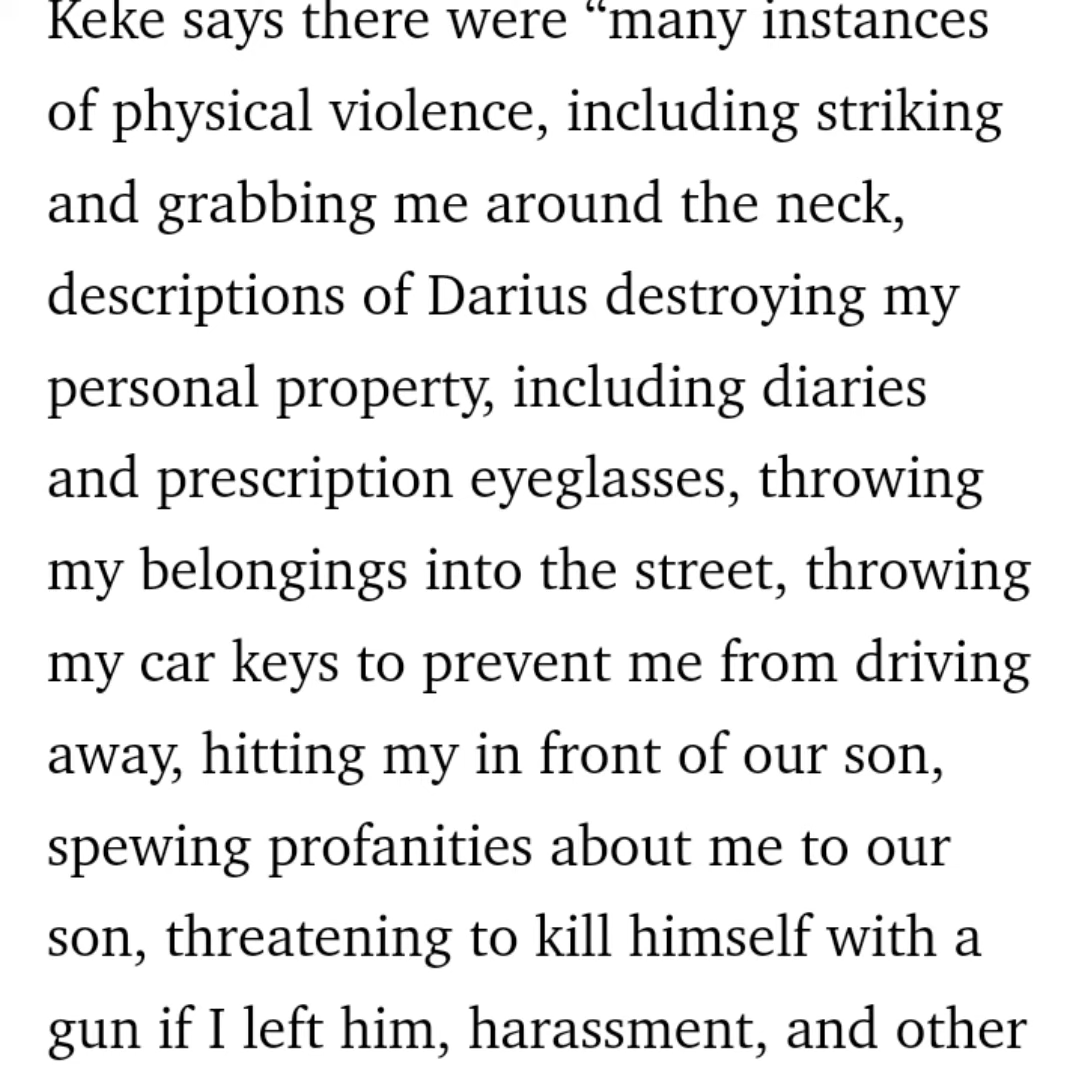 Keke says there were “many instances
of physical violence, including striking
and grabbing me around the neck,
descriptions of Darius destroying my
personal property, including diaries
and prescription eyeglasses, throwing
my belongings into the street, throwing
my car keys to prevent me from driving
away, hitting my in front of our son,
spewing profanities about me to our
son, threatening to kill himself with a
gun if I left him, harassment, and other